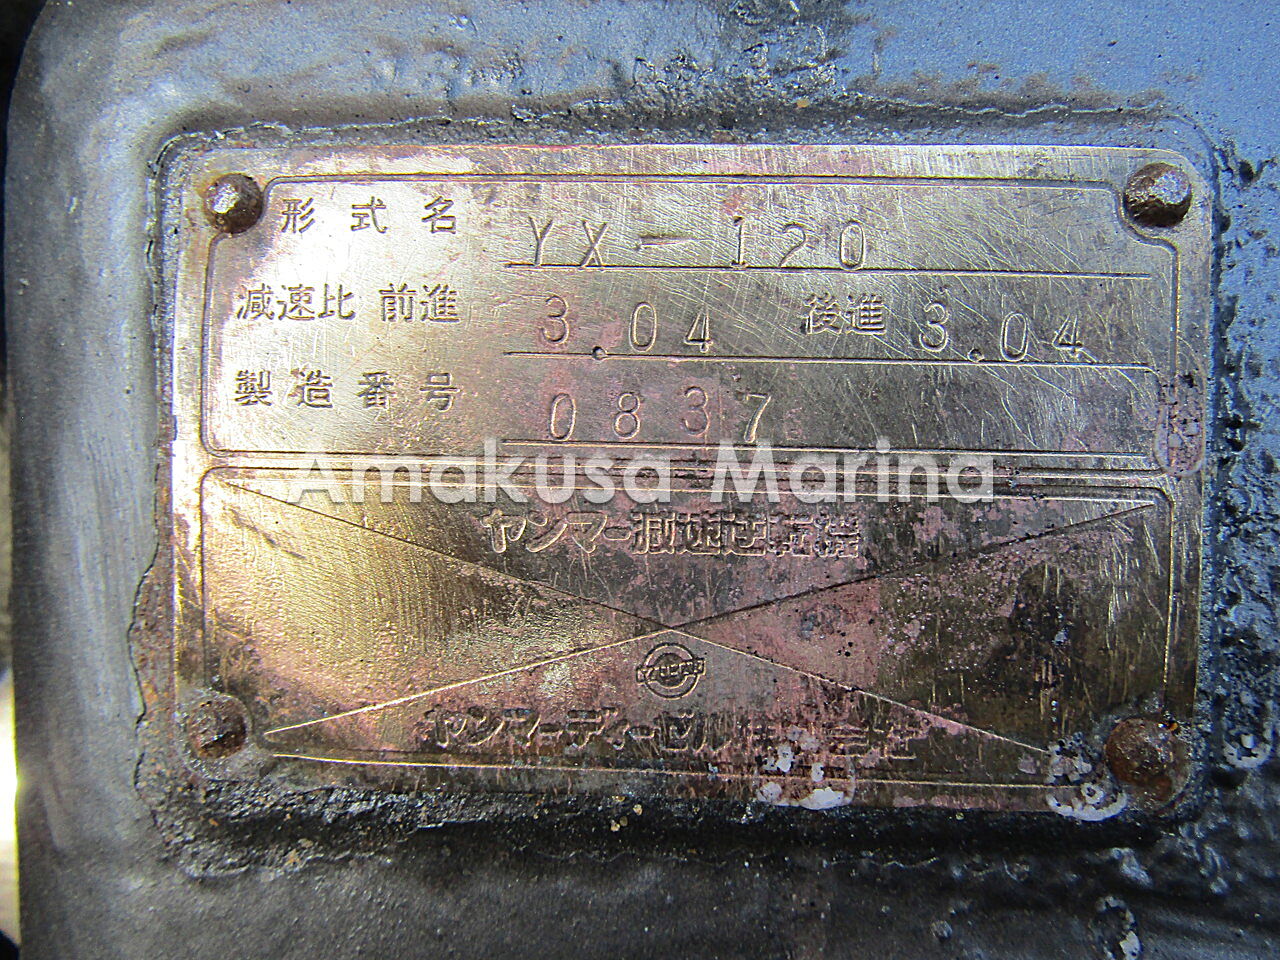 形式名 YX-120
減速比 前進 3.04 後進 3.04
製造番号 0837
Amakusa Marina
ヤンマー減速逆転機
ヤンマーディーゼル株式会社